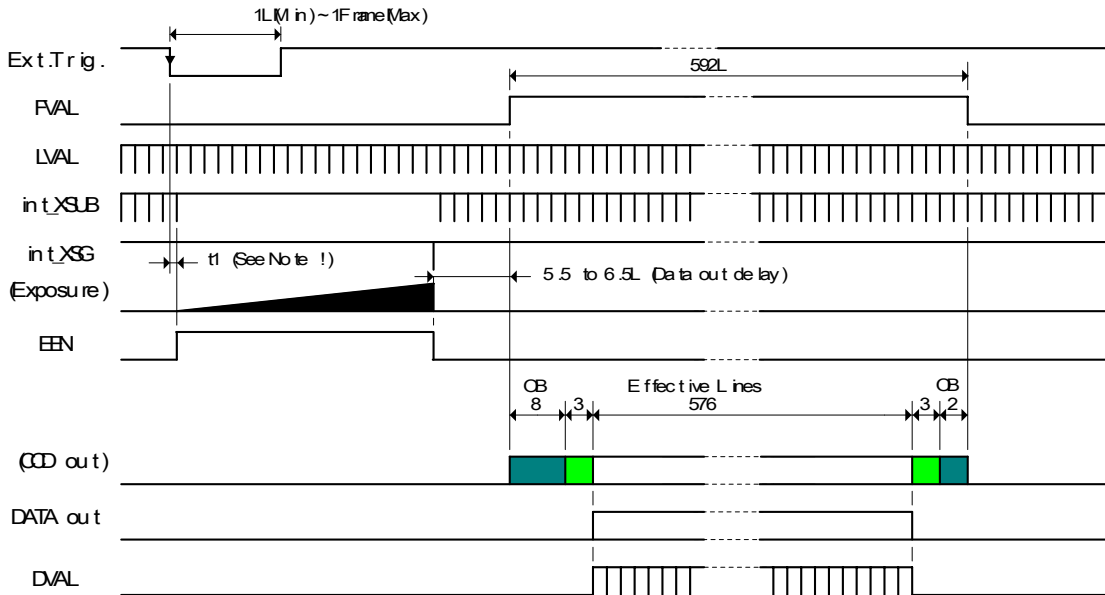 1L(Min)~1Frame(Max)
Ext.Trig.
592L
FVAL
LVAL
int_XSUB
int_XSG
t1 (See Note !)
5.5 to 6.5L (Data out delay)
(Exposure)
EEN
OB Effective Lines OB
8 3 576 3 2
(CCD out)
DATA out
DVAL